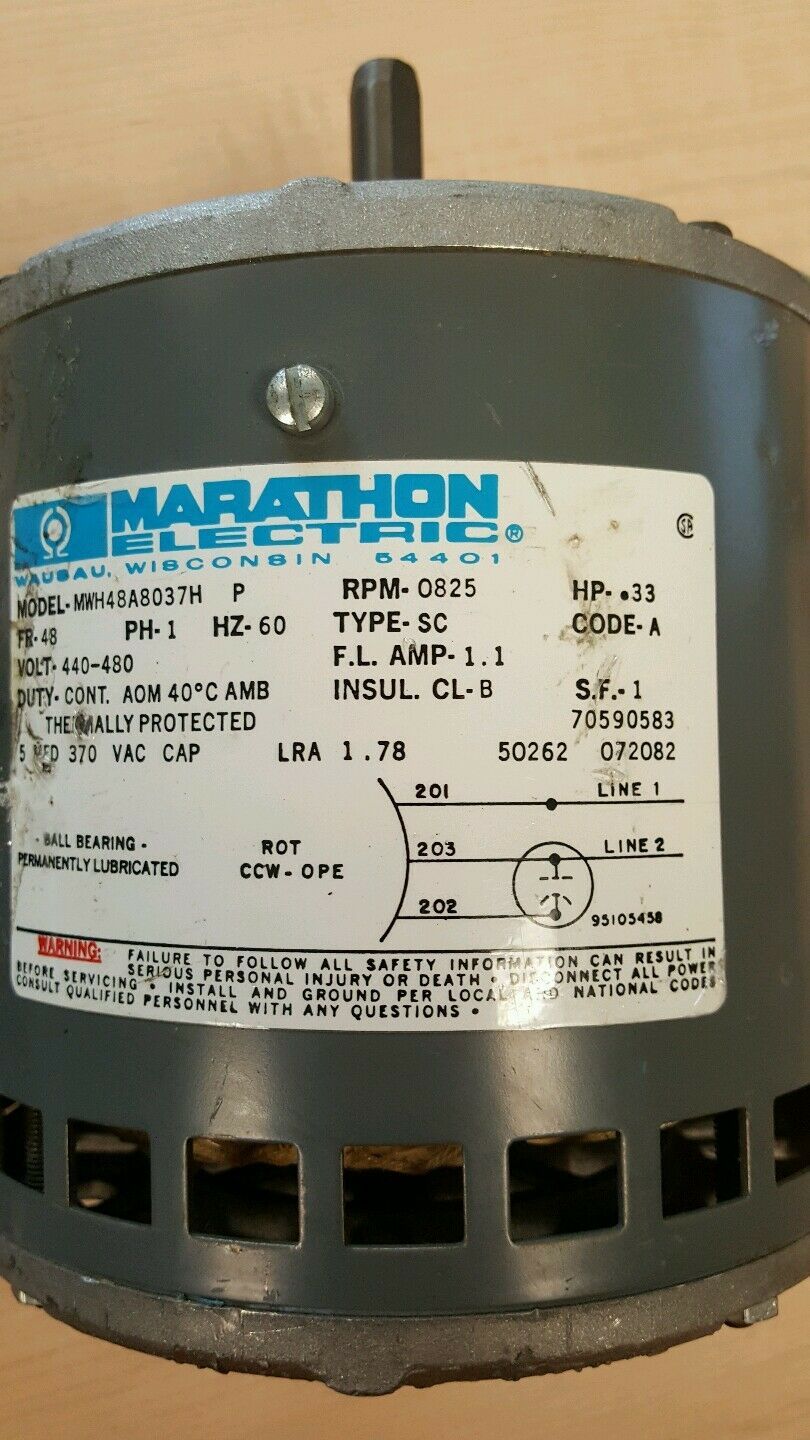 MARATHON
ELECTRIC®
WAUSAU, WISCONSIN 54401
SA
MODEL-MWH48A8037H P RPM-0825 HP-.33
FR-48 PH-1 HZ-60 TYPE-SC CODE-A
VOLT-440-480 F.L. AMP-1.1
DUTY-CONT. AOM 40°C AMB INSUL. CL-B S.F.-1
THERMALLY PROTECTED 70590583
5 MFD 370 VAC CAP LRA 1.78 50262 072082
201 LINE 1
-BALL BEARING-
PERMANENTLY LUBRICATED
ROT
CCW-OPE
203 LINE 2
202
95105458
WARNING: FAILURE TO FOLLOW ALL SAFETY INFORMATION CAN RESULT IN
SERIOUS PERSONAL INJURY OR DEATH • DISCONNECT ALL POWER
BEFORE SERVICING • INSTALL AND GROUND PER LOCAL AND NATIONAL CODES
CONSULT QUALIFIED PERSONNEL WITH ANY QUESTIONS •